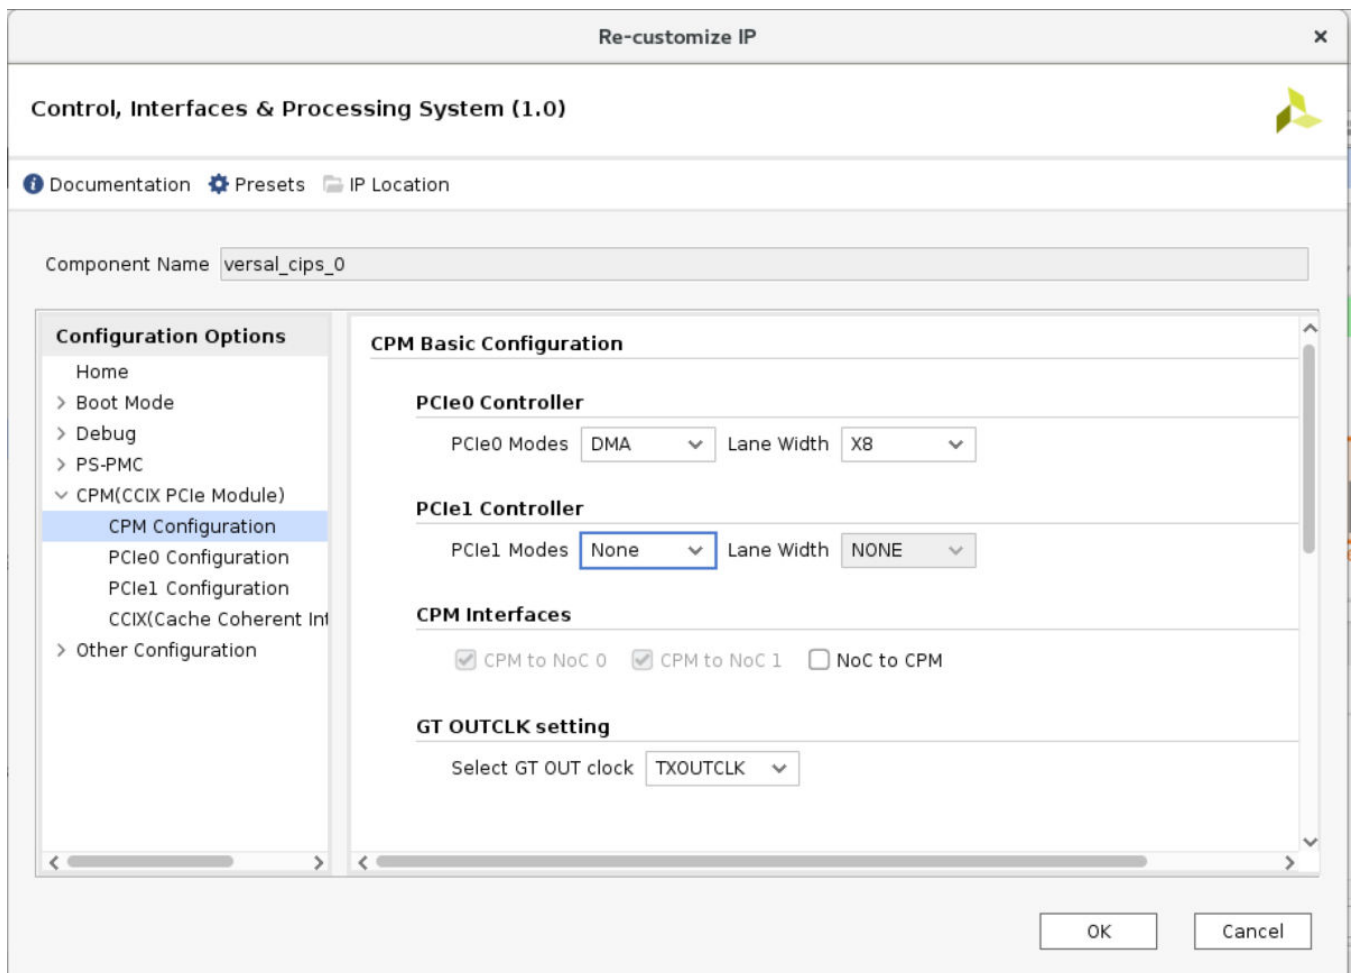 Re-customize IP
Control, Interfaces & Processing System (1.0)
Documentation Presets IP Location
Component Name versal_cips_0
Configuration Options
Home
Boot Mode
Debug
PS-PMC
CPM(CCIX PCIe Module)
CPM Configuration
PCIe0 Configuration
PCIe1 Configuration
CCIX(Cache Coherent Int
Other Configuration
CPM Basic Configuration
PCIe0 Controller
PCIe0 Modes DMA Lane Width X8
PCIe1 Controller
PCIe1 Modes None Lane Width NONE
CPM Interfaces
CPM to NoC 0 CPM to NoC 1 NoC to CPM
GT OUTCLK setting
Select GT OUT clock TXOUTCLK
OK Cancel